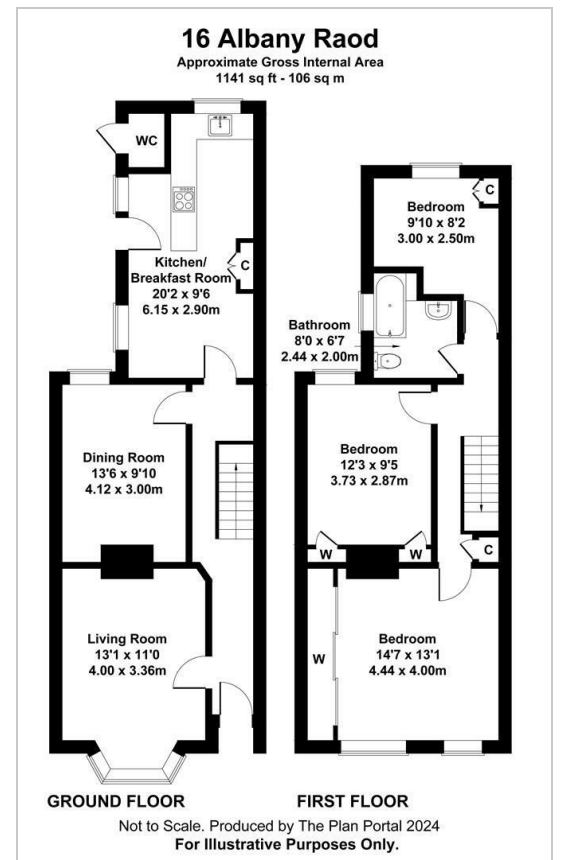 16 Albany Raod
Approximate Gross Internal Area
1141 sq ft - 106 sq m
WC
Kitchen/
Breakfast Room
20'2 x 9'6
6.15 x 2.90m
C
Dining Room
13'6 x 9'10
4.12 x 3.00m
Living Room
13'1 x 11'0
4.00 x 3.36m
GROUND FLOOR
Bedroom
9'10 x 8'2
3.00 x 2.50m
C
Bathroom
8'0 x 6'7
2.44 x 2.00m
Bedroom
12'3 x 9'5
3.73 x 2.87m
W
W
C
W
Bedroom
14'7 x 13'1
4.44 x 4.00m
FIRST FLOOR
Not to Scale. Produced by The Plan Portal 2024
For Illustrative Purposes Only.